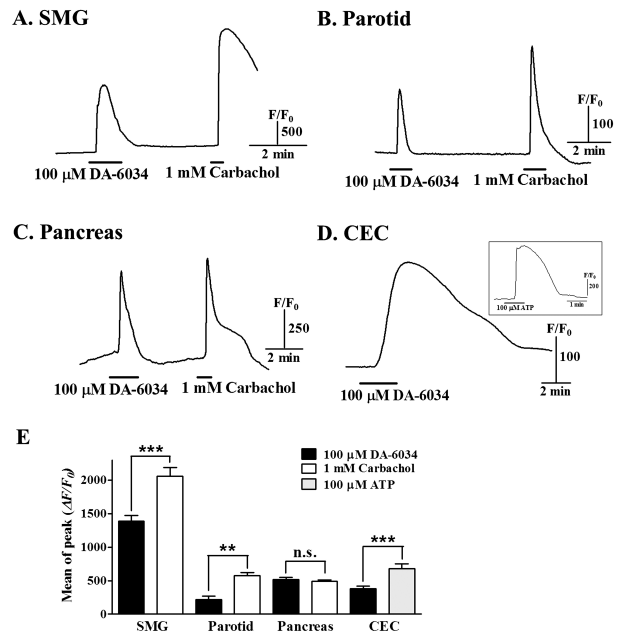 A. SMG
F/F0
500
2 min
100 μM DA-6034
1 mM Carbachol
B. Parotid
F/F0
100
2 min
100 μM DA-6034
1 mM Carbachol
C. Pancreas
F/F0
250
2 min
100 μM DA-6034
1 mM Carbachol
D. CEC
F/F0
200
1 min
100 μM ATP
F/F0
100
2 min
100 μM DA-6034
E
Mean of peak (ΔF/F0)
2000
1500
1000
500
0
***
**
n.s.
***
100 μM DA-6034
1 mM Carbachol
100 μM ATP
SMG
Parotid
Pancreas
CEC